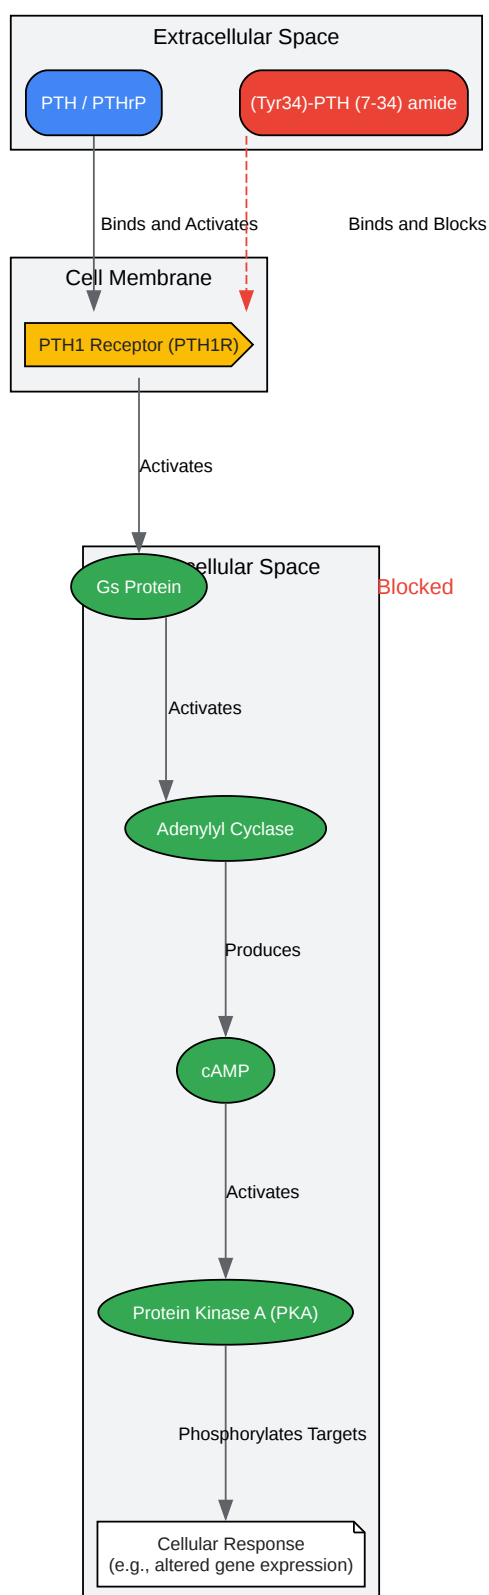 Extracellular Space
PTH / PTHrP
(Tyr34)-PTH (7-34) amide
Binds and Activates
Binds and Blocks
Cell Membrane
PTH1 Receptor (PTH1R)
Activates
cellular Space
Gs Protein
Blocked
Activates
Adenylyl Cyclase
Produces
cAMP
Activates
Protein Kinase A (PKA)
Phosphorylates Targets
Cellular Response
(e.g., altered gene expression)